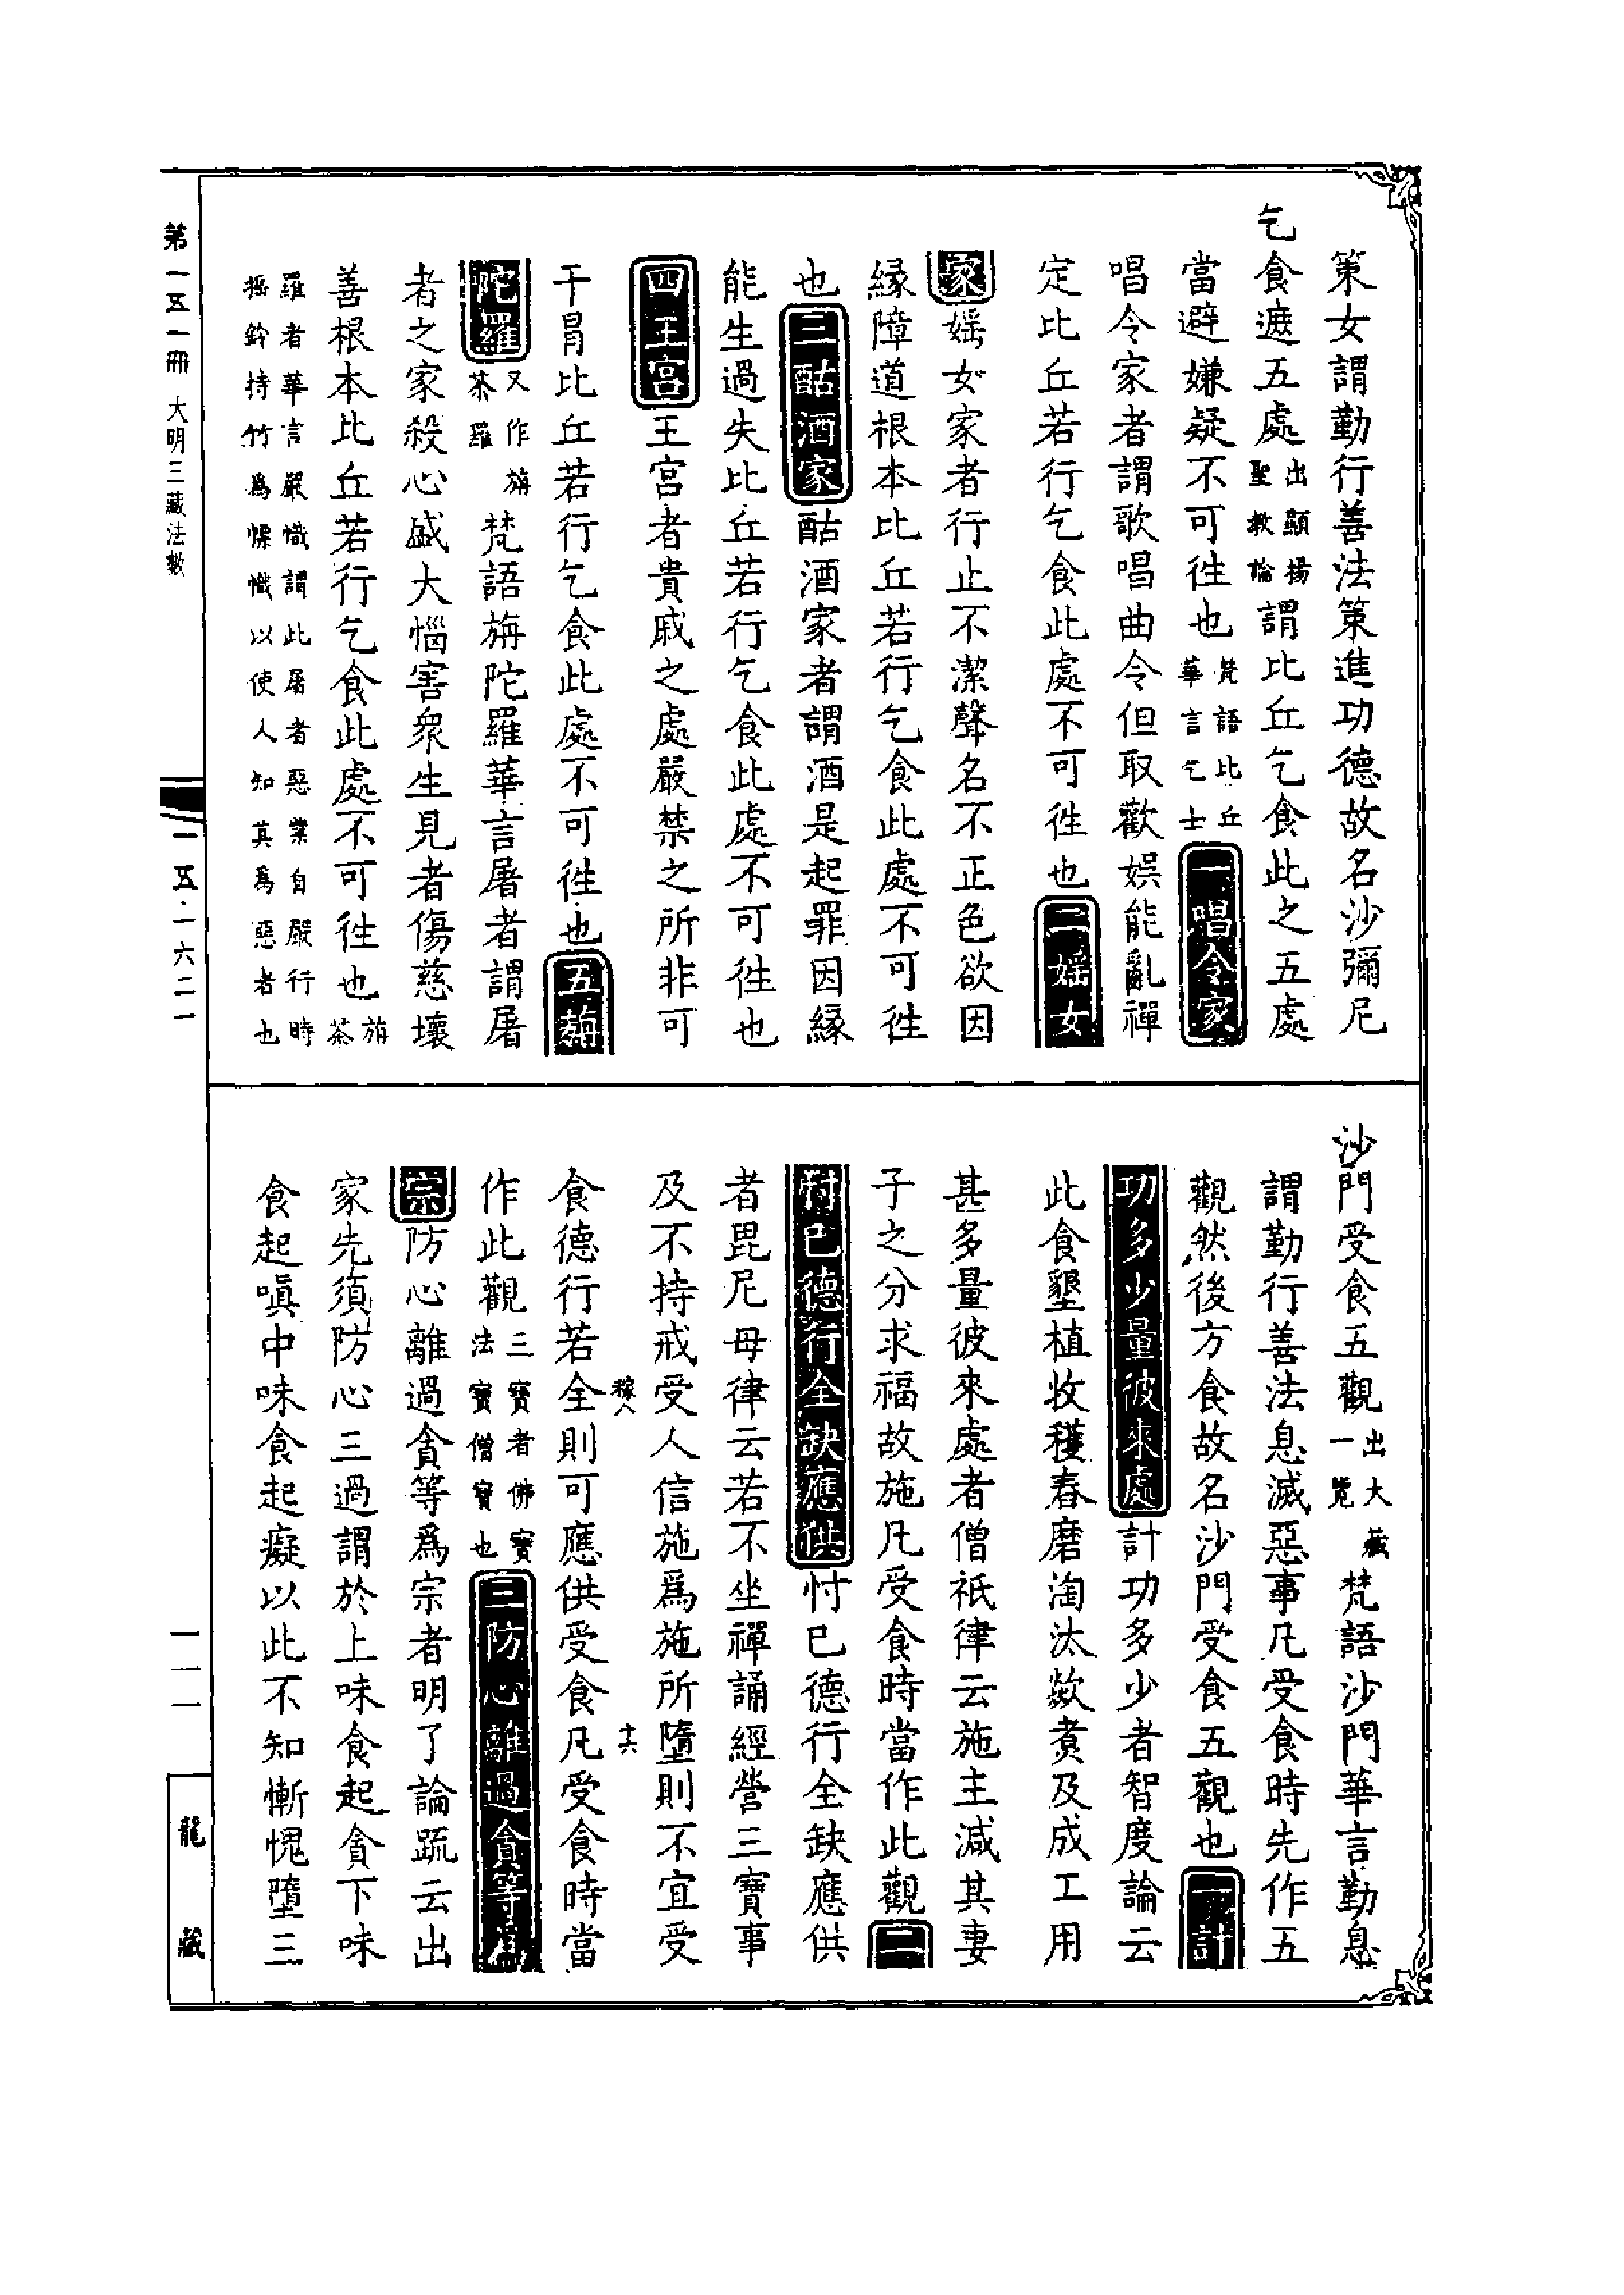 策女謂勤行善法策進功德故名沙彌尼
乞食遮五處出顯揚聖教論謂比丘乞食此之五處
當避嫌疑不可徃也梵語比丘華言乞士一唱令家
唱令家者謂歌唱曲令但取歡娛能亂禪
定比丘若行乞食此處不可徃也二婬女
家婬女家者行止不潔聲名不正色欲因
緣障道根本比丘若行乞食此處不可徃
也三酤酒家酤酒家者謂酒是起罪因緣
能生過失比丘若行乞食此處不可徃也
四王宮王宮者貴戚之處嚴禁之所非可
干冒比丘若行乞食此處不可徃也五旃
陀羅又作旃茶羅梵語旃陀羅華言屠者謂屠
者之家殺心盛大惱害衆生見者傷慈壞
善根本比丘若行乞食此處不可徃也旃茶
羅者華言嚴幟謂此屠者惡業自嚴行時
搖鈴持竹爲慓幟以使人知其爲惡者也
沙門受食五觀出大藏一覽梵語沙門華言勤息
謂勤行善法息滅惡事凡受食時先作五
觀然後方食故名沙門受食五觀也一計
功多少量彼來處計功多少者智度論云
此食墾植收穫舂磨淘汰炊煑及成工用
甚多量彼來處者僧祇律云施主減其妻
子之分求福故施凡受食時當作此觀二
忖己德行全缺應供忖己德行全缺應供
者毘尼母律云若不坐禪誦經營三寶事
及不持戒受人信施爲施所墮則不宜受
稼八
十六
食德行若全則可應供受食凡受食時當
作此觀三寶者佛寶法寶僧寶也三防心離過貪等爲
宗防心離過貪等爲宗者明了論䟽云出
家先須防心三過謂於上味食起貪下味
食起嗔中味食起癡以此不知慚愧墮三
第一五一冊 大明三藏法數
一五·一六二一
一一一
龍藏